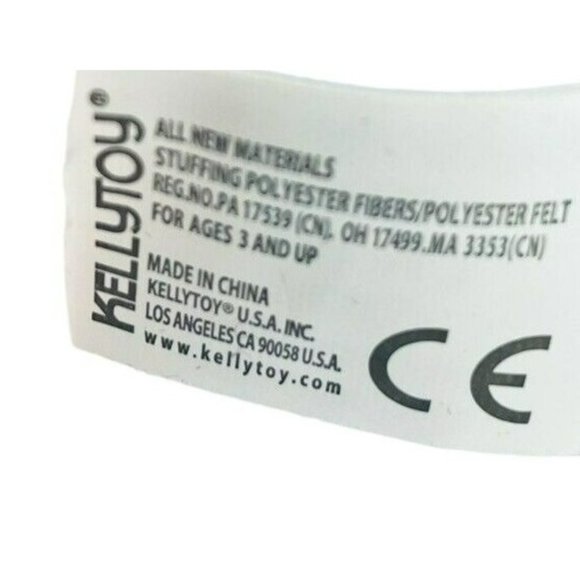 KELLYTOY®
ALL NEW MATERIALS
STUFFING POLYESTER FIBERS/POLYESTER FELT
REG.NO.PA 17539 (CN), OH 17499.MA 3353(CN)
FOR AGES 3 AND UP
MADE IN CHINA
KELLYTOY® U.S.A. INC.
LOS ANGELES CA 90058 U.S.A.
www.kellytoy.com
CE